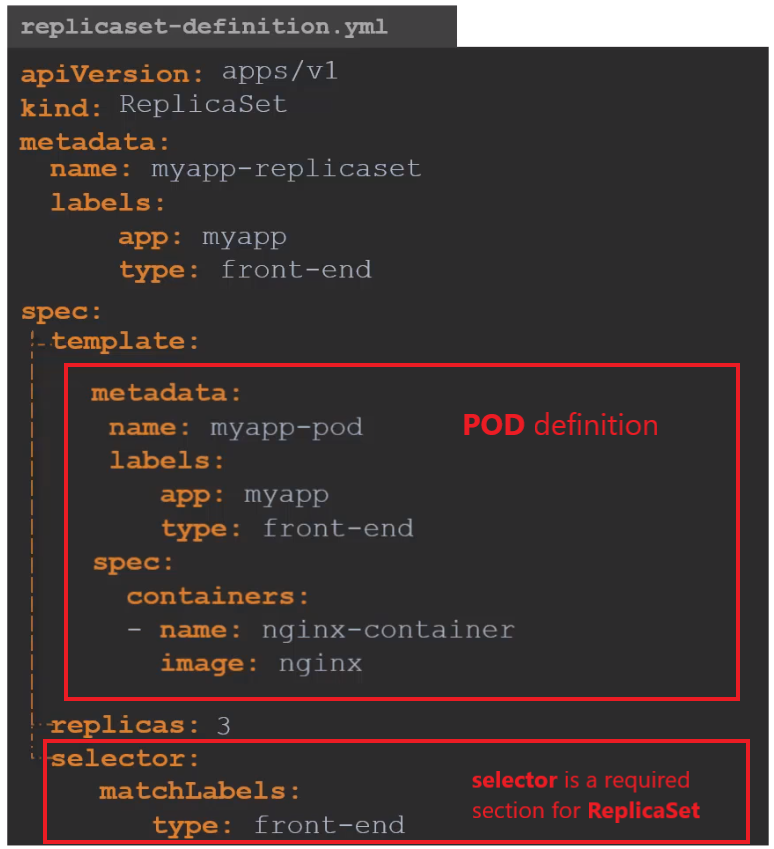 replicaset-definition.yml
apiVersion: apps/v1
kind: ReplicaSet
metadata:
name: myapp-replicaset
labels:
app: myapp
type: front-end
spec:
template:
metadata:
name: myapp-pod
POD definition
labels:
app: myapp
type: front-end
spec:
containers:
- name: nginx-container
image: nginx
replicas: 3
selector:
matchLabels:
type: front-end
selector is a required
section for ReplicaSet